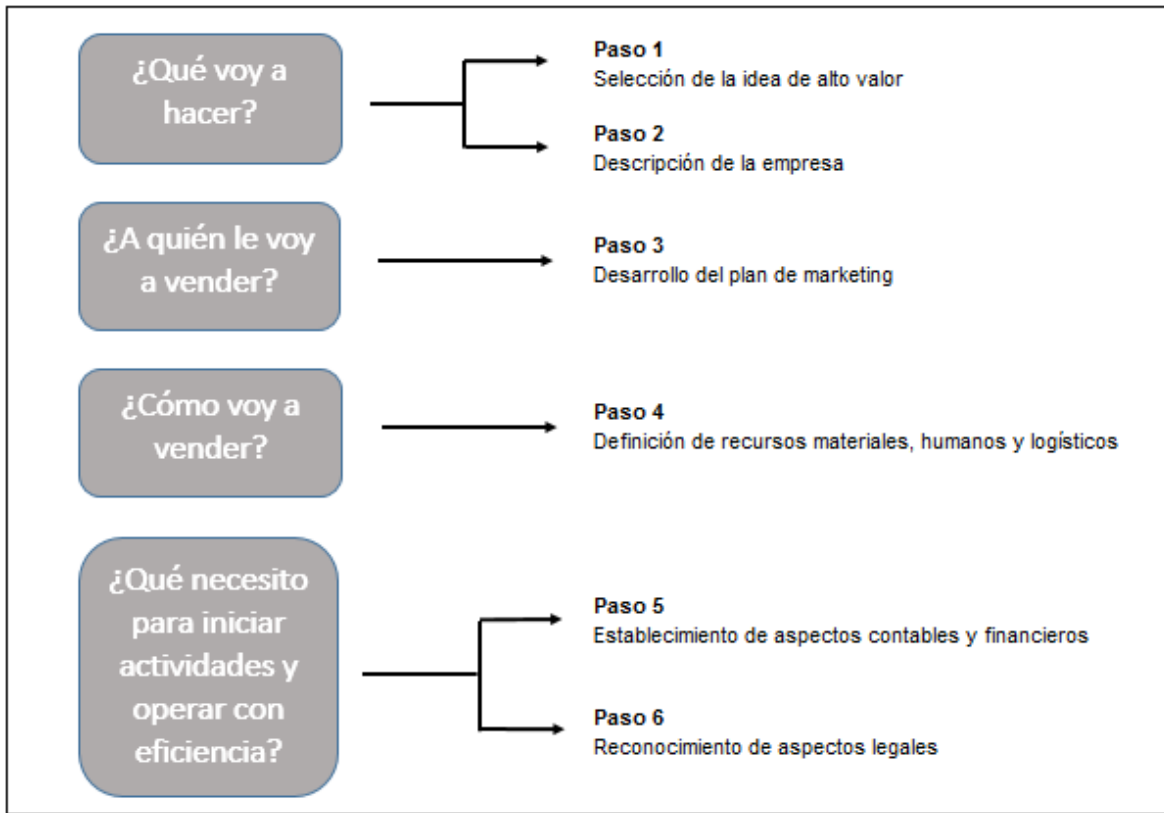 ¿Qué voy a
hacer?
Paso 1
Selección de la idea de alto valor
Paso 2
Descripción de la empresa
¿A quién le voy
a vender?
Paso 3
Desarrollo del plan de marketing
¿Cómo voy a
vender?
Paso 4
Definición de recursos materiales, humanos y logísticos
¿Qué necesito
para iniciar
actividades y
operar con
eficiencia?
Paso 5
Establecimiento de aspectos contables y financieros
Paso 6
Reconocimiento de aspectos legales